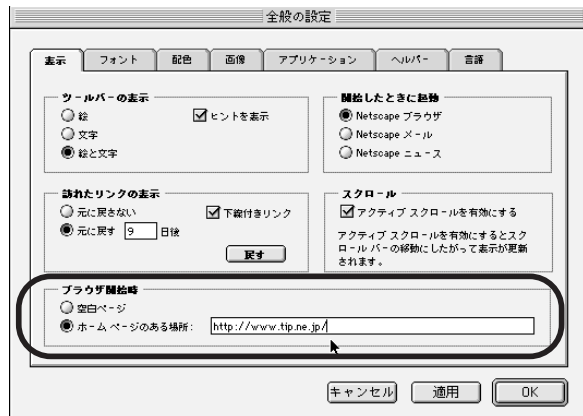 全般の設定
表示 フォント 配色 画像 アプリケーション ヘルパー 言語
ツールバーの表示
絵
文字
絵と文字
ヒントを表示
開始したときに起動
Netscape ブラウザ
Netscape メール
Netscape ニュース
訪れたリンクの表示
元に戻さない
元に戻す 9 日後
下線付きリンク
戻す
スクロール
アクティブ スクロールを有効にする
アクティブ スクロールを有効にするとスク
ロール バーの移動にしたがって表示が更新
されます。
ブラウザ開始時
空白ページ
ホーム ページのある場所: http://www.tip.ne.jp/
キャンセル 適用 OK